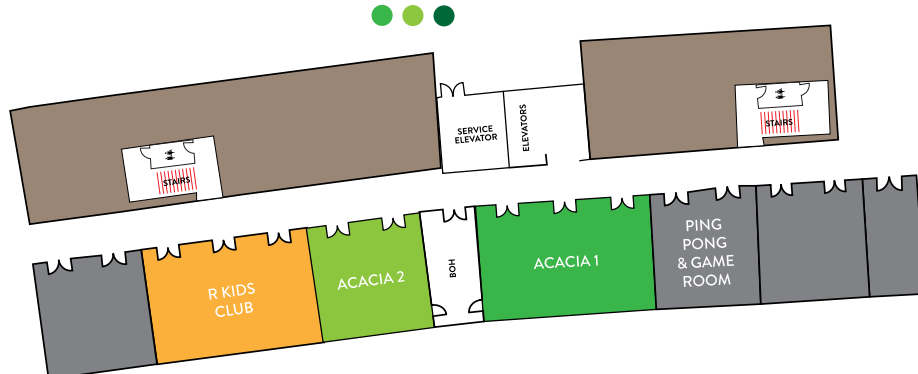 SERVICE
ELEVATOR
ELEVATORS
STAIRS
STAIRS
R KIDS
CLUB
ACACIA 2
BOH
ACACIA 1
PING
PONG
& GAME
ROOM